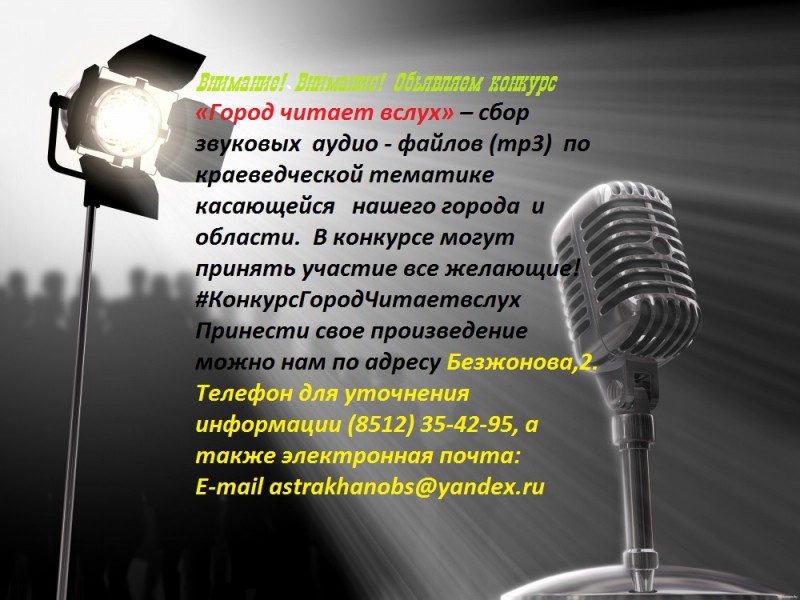 Внимание! Внимание! Объявляем конкурс
«Город читает вслух» – сбор
звуковых аудио - файлов (mp3) по
краеведческой тематике
касающейся нашего города и
области. В конкурсе могут
принять участие все желающие!
#КонкурсГородЧитаетвслух
Принести свое произведение
можно нам по адресу Безжонова,2.
Телефон для уточнения
информации (8512) 35-42-95, а
также электронная почта:
E-mail astrakhanobs@yandex.ru